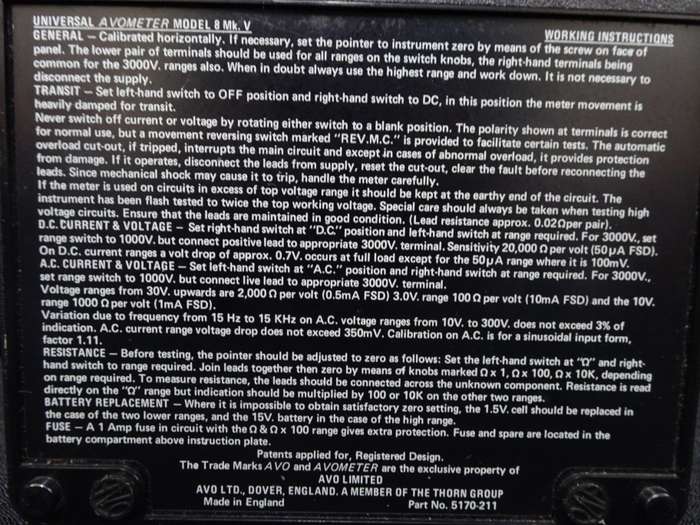 UNIVERSAL AVOMETER MODEL 8 Mk. V
WORKING INSTRUCTIONS
GENERAL — Calibrated horizontally. If necessary, set the pointer to instrument zero by means of the screw on face of
panel. The lower pair of terminals should be used for all ranges on the switch knobs, the right-hand terminals being
common for the 3000V. ranges also. When in doubt always use the highest range and work down. It is not necessary to
disconnect the supply.
TRANSIT — Set left-hand switch to OFF position and right-hand switch to DC, in this position the meter movement is
heavily damped for transit.
Never switch off current or voltage by rotating either switch to a blank position. The polarity shown at terminals is correct
for normal use, but a movement reversing switch marked "REV.M.C." is provided to facilitate certain tests. The automatic
overload cut-out, if tripped, interrupts the main circuit and except in cases of abnormal overload, it provides protection
from damage. If it operates, disconnect the leads from supply, reset the cut-out, clear the fault before reconnecting the
leads. Since mechanical shock may cause it to trip, handle the meter carefully.
If the meter is used on circuits in excess of top voltage range it should be kept at the earthy end of the circuit. The
instrument has been flash tested to twice the top working voltage. Special care should always be taken when testing high
voltage circuits. Ensure that the leads are maintained in good condition. (Lead resistance approx. 0.02Ωper pair).
D.C. CURRENT & VOLTAGE — Set right-hand switch at "D.C." position and left-hand switch at range required. For 3000V., set
range switch to 1000V. but connect positive lead to appropriate 3000V. terminal. Sensitivity 20,000 Ω per volt (50μA FSD).
On D.C. current ranges a volt drop of approx. 0.7V. occurs at full load except for the 50μA range where it is 100mV.
A.C. CURRENT & VOLTAGE — Set left-hand switch at "A.C." position and right-hand switch at range required. For 3000V.,
set range switch to 1000V. but connect live lead to appropriate 3000V. terminal.
Voltage ranges from 30V. upwards are 2,000 Ω per volt (0.5mA FSD) 3.0V. range 100 Ω per volt (10mA FSD) and the 10V.
range 1000 Ω per volt (1mA FSD).
Variation due to frequency from 15 Hz to 15 KHz on A.C. voltage ranges from 10V. to 300V. does not exceed 3% of
indication. A.C. current range voltage drop does not exceed 350mV. Calibration on A.C. is for a sinusoidal input form,
factor 1.11.
RESISTANCE — Before testing, the pointer should be adjusted to zero as follows: Set the left-hand switch at "Ω" and right-
hand switch to range required. Join leads together then zero by means of knobs marked Ω x 1, Ω x 100, Ω x 10K, depending
on range required. To measure resistance, the leads should be connected across the unknown component. Resistance is read
directly on the "Ω" range but indication should be multiplied by 100 or 10K on the other two ranges.
BATTERY REPLACEMENT — Where it is impossible to obtain satisfactory zero setting, the 1.5V. cell should be replaced in
the case of the two lower ranges, and the 15V. battery in the case of the high range.
FUSE — A 1 Amp fuse in circuit with the Ω & Ω x 100 range gives extra protection. Fuse and spare are located in the
battery compartment above instruction plate.
Patents applied for, Registered Design.
The Trade Marks AVO and AVOMETER are the exclusive property of
AVO LIMITED
AVO LTD., DOVER, ENGLAND. A MEMBER OF THE THORN GROUP
Made in England
Part No. 5170-211